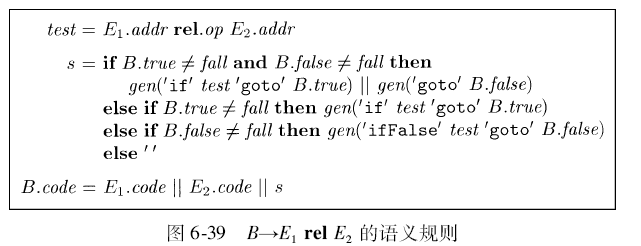 test = E₁.addr rel.op E₂.addr
s = if B.true ≠ fall and B.false ≠ fall then
gen('if' test 'goto' B.true) || gen('goto' B.false)
else if B.true ≠ fall then gen('if' test 'goto' B.true)
else if B.false ≠ fall then gen('ifFalse' test 'goto' B.false)
else ' '
B.code = E₁.code || E₂.code || s
图 6-39 B→E₁ rel E₂ 的语义规则